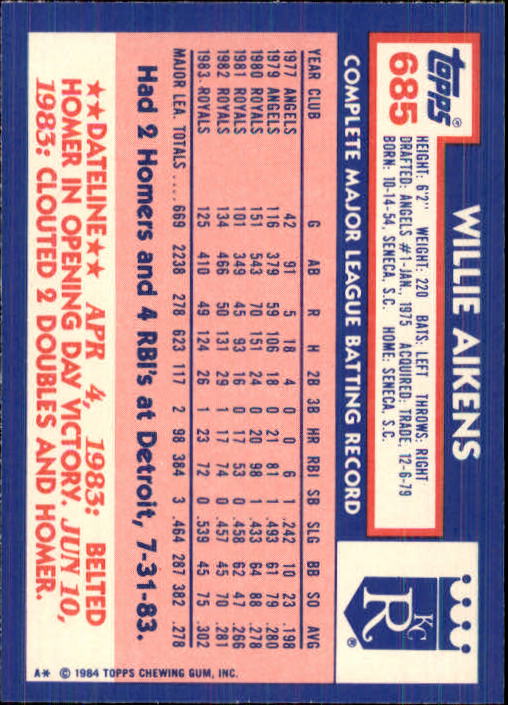 Topps®
685
WILLIE AIKENS
HEIGHT: 6'2" WEIGHT: 220 BATS: LEFT THROWS: RIGHT
DRAFTED: ANGELS #1-JAN. 1975 ACQUIRED: TRADE, 12-6-79
BORN: 10-14-54, SENECA, S.C. HOME: SENECA, S.C.
KC
R
®
COMPLETE MAJOR LEAGUE BATTING RECORD
YEAR CLUB G AB R H 2B 3B HR RBI SB SLG BB SO AVG
1977 ANGELS 42 91 5 18 4 0 0 6 1 .242 10 23 .198
1979 ANGELS 116 379 59 106 18 0 21 81 1 .493 61 79 .280
1980 ROYALS 151 543 70 151 24 0 20 98 1 .433 64 88 .278
1981 ROYALS 101 349 45 93 16 0 17 53 0 .458 62 47 .266
1982 ROYALS 134 466 50 131 29 1 17 74 0 .457 45 70 .281
1983 ROYALS 125 410 49 124 26 1 23 72 0 .539 45 75 .302
MAJOR LEA. TOTALS .... 669 2238 278 623 117 2 98 384 3 .464 287 382 .278
Had 2 Homers and 4 RBI's at Detroit, 7-31-83.
★★DATELINE★★ APR 4, 1983: BELTED
HOMER IN OPENING DAY VICTORY. JUN 10,
1983: CLOUTED 2 DOUBLES AND HOMER.
A* © 1984 TOPPS CHEWING GUM, INC.